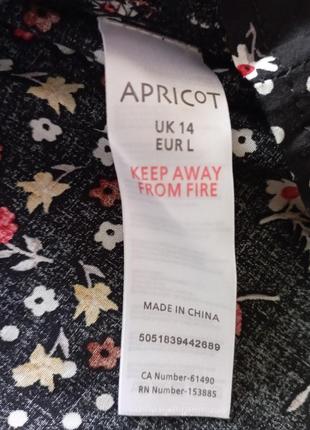 APRICOT
UK 14
EUR L
KEEP AWAY
FROM FIRE
MADE IN CHINA
5051839442689
CA Number-61490
RN Number-153885